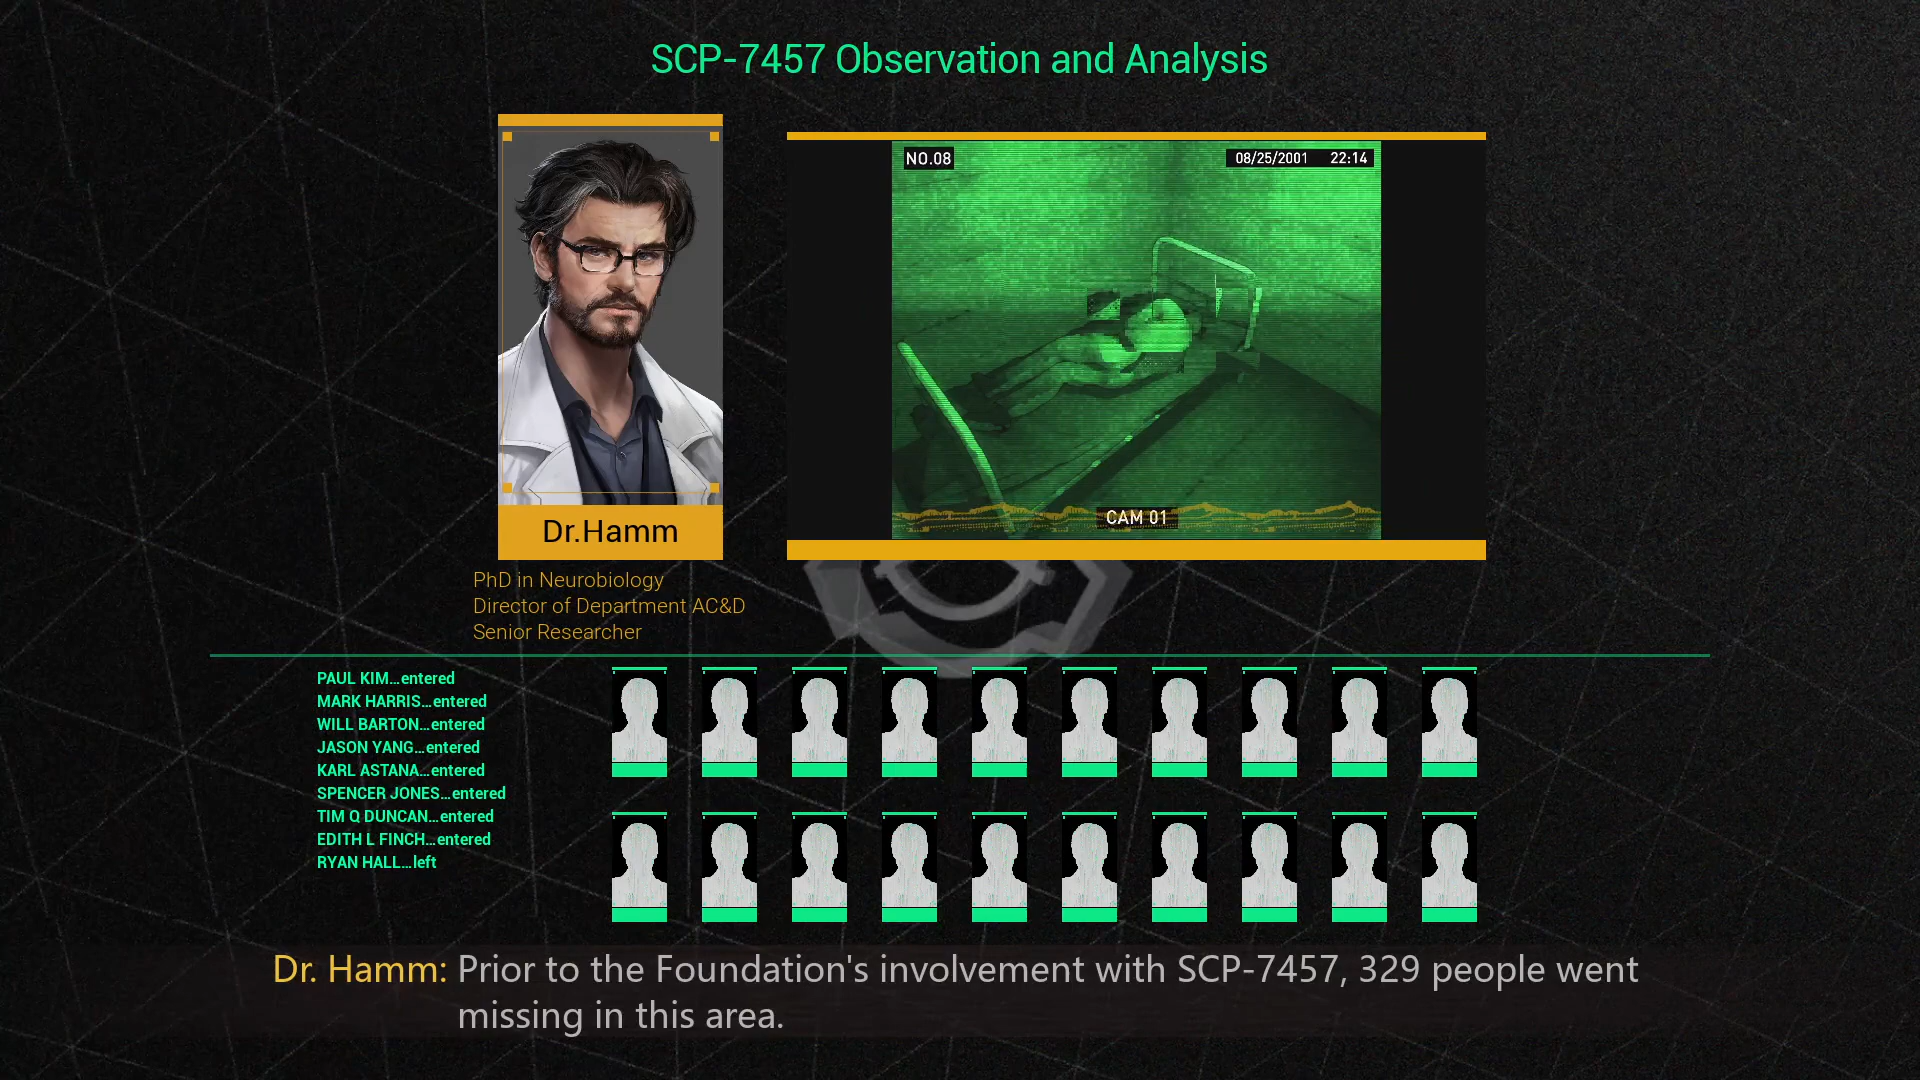 SCP-7457 Observation and Analysis
NO.08
08/25/2001 22:14
CAM 01
Dr.Hamm
PhD in Neurobiology
Director of Department AC&D
Senior Researcher
PAUL KIM...entered
MARK HARRIS...entered
WILL BARTON...entered
JASON YANG...entered
KARL ASTANA...entered
SPENCER JONES...entered
TIM Q DUNCAN...entered
EDITH L FINCH...entered
RYAN HALL...left
Dr. Hamm: Prior to the Foundation's involvement with SCP-7457, 329 people went
missing in this area.